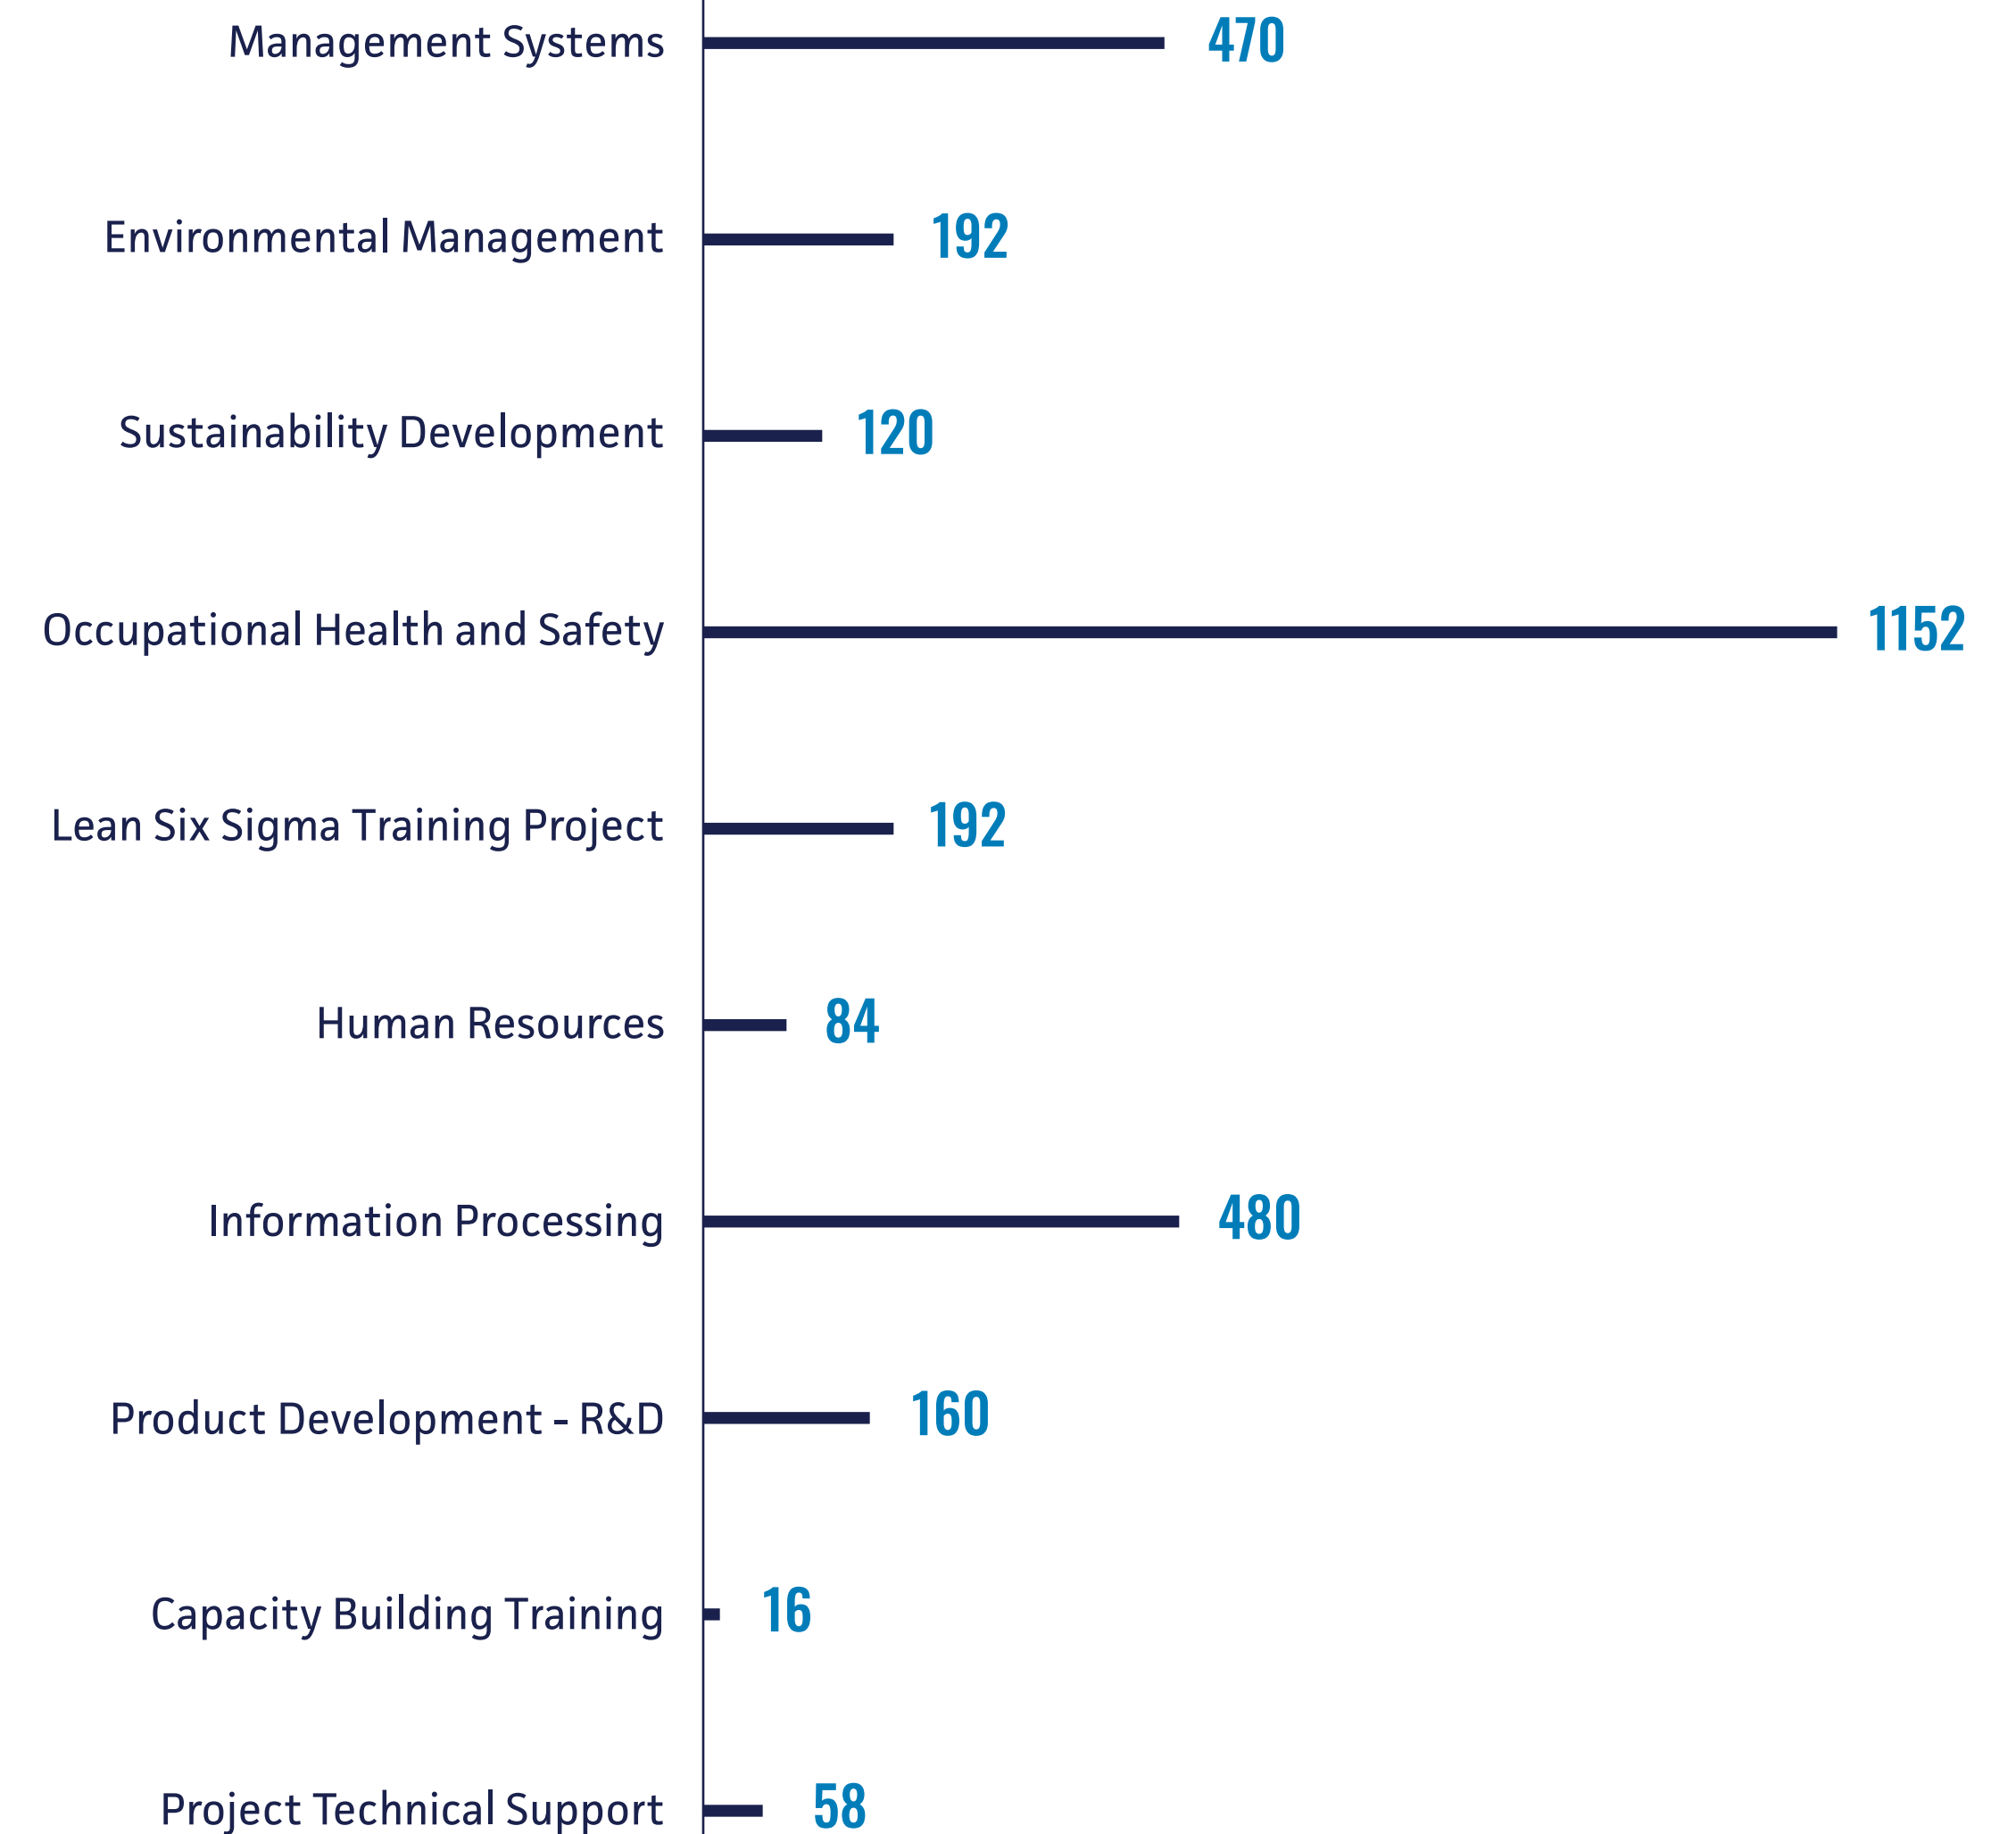 Management Systems 470
Environmental Management 192
Sustainability Development 120
Occupational Health and Safety 1152
Lean Six Sigma Training Project 192
Human Resources 84
Information Processing 480
Product Development - R&D 160
Capacity Building Training 16
Project Technical Support 58